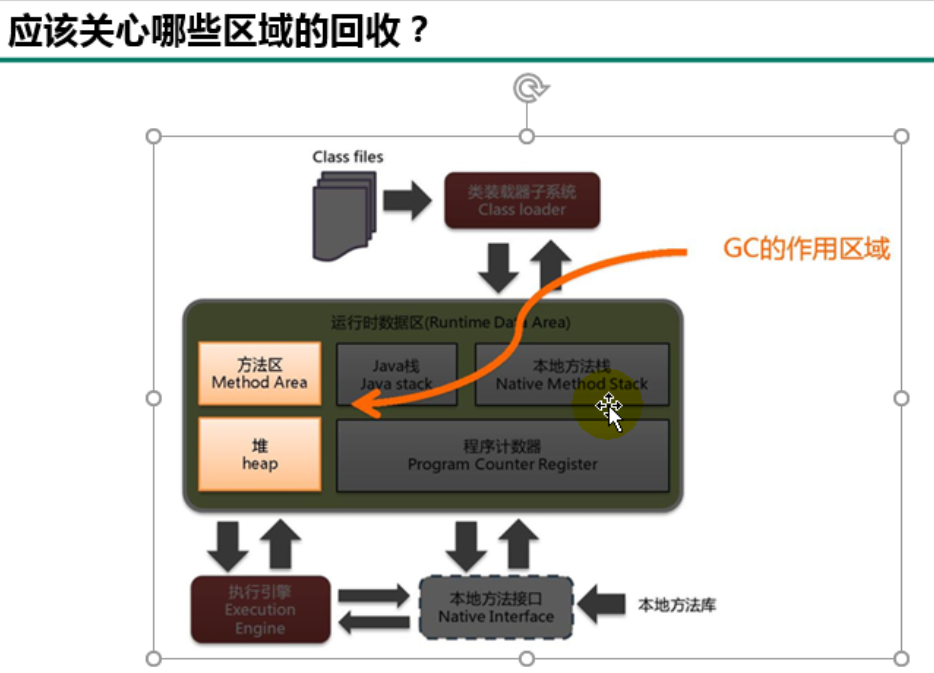 应该关心哪些区域的回收？
Class files
类装载器子系统
Class loader
GC的作用区域
运行时数据区(Runtime Data Area)
方法区
Method Area
Java栈
Java stack
本地方法栈
Native Method Stack
堆
heap
程序计数器
Program Counter Register
执行引擎
Execution
Engine
本地方法接口
Native Interface
本地方法库